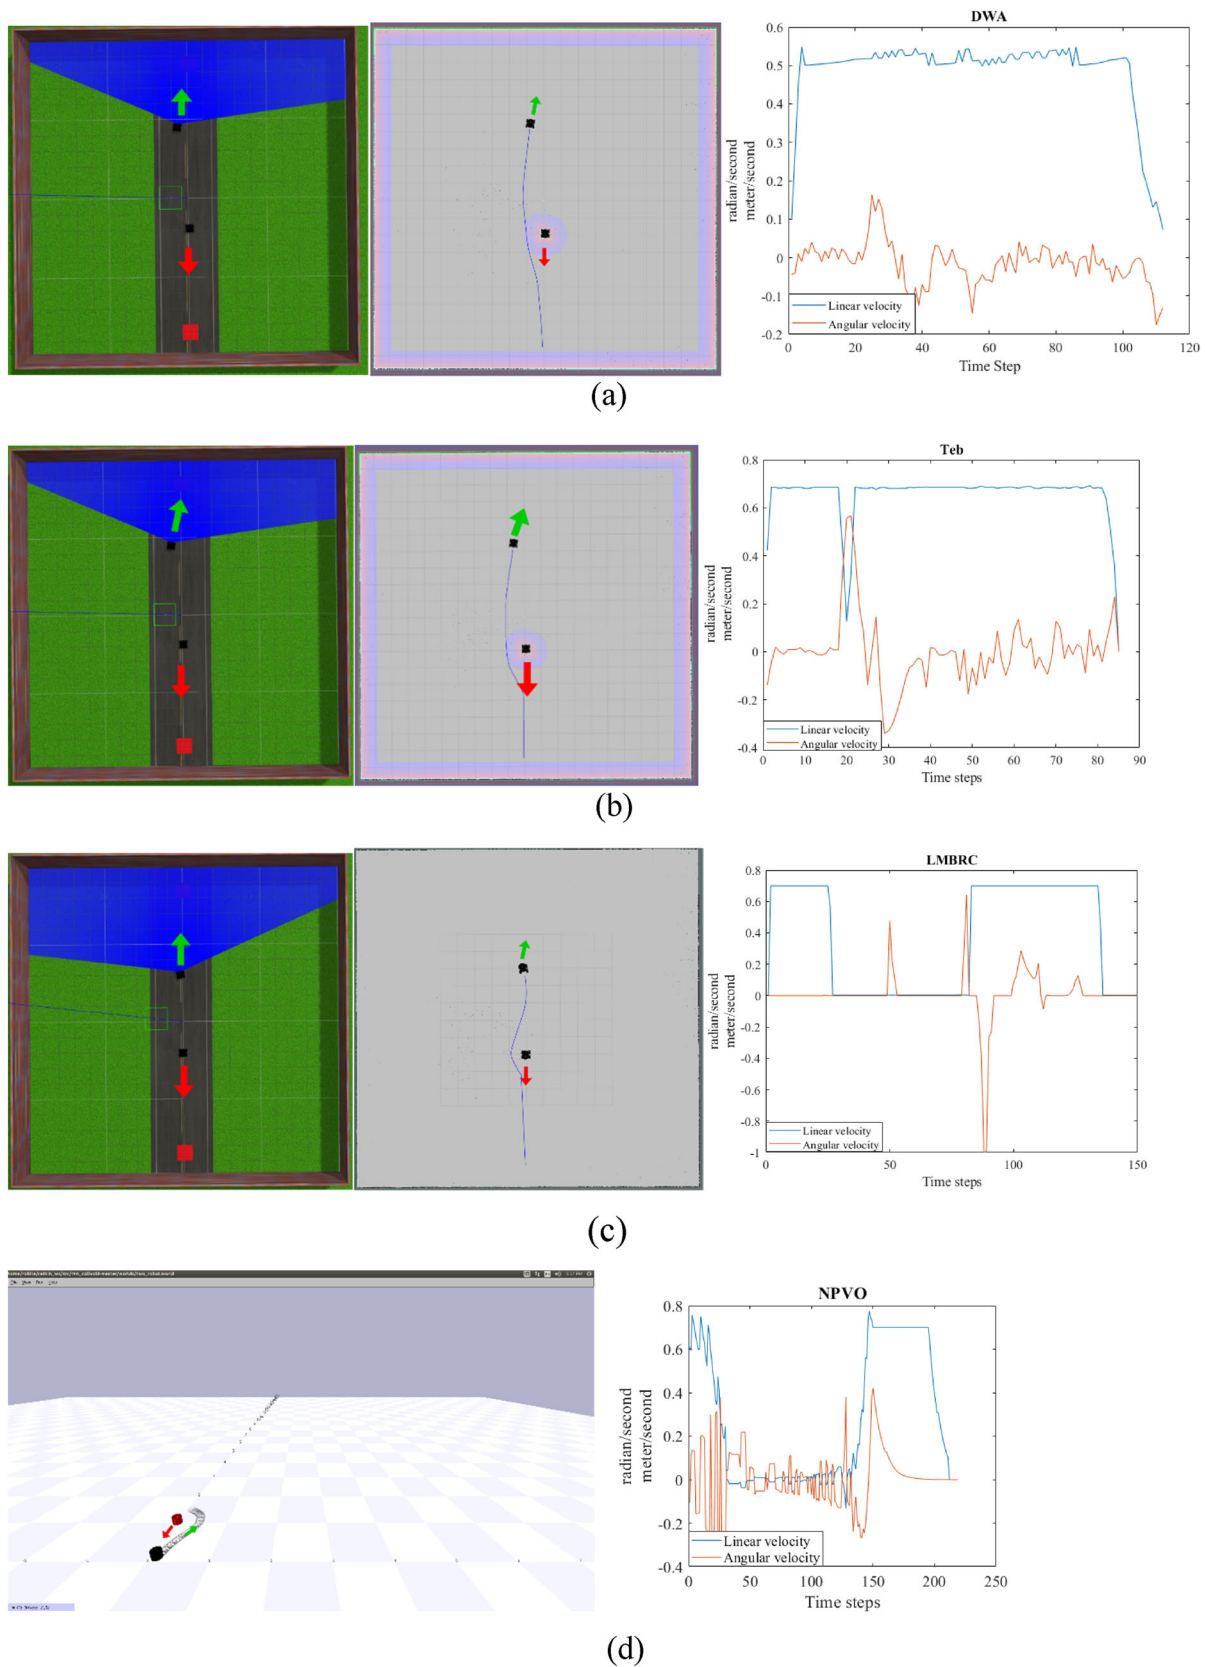 DWA
0.6
0.5
0.4
0.3
0.2
0.1
0
-0.1
-0.2
radian/second
meter/second
Linear velocity
Angular velocity
0 20 40 60 80 100 120
Time Step
(a)
Teb
0.8
0.6
0.4
0.2
0
-0.2
-0.4
radian/second
meter/second
Linear velocity
Angular velocity
0 10 20 30 40 50 60 70 80 90
Time steps
(b)
LMBRC
0.8
0.6
0.4
0.2
0
-0.2
-0.4
-0.6
-0.8
-1
radian/second
meter/second
Linear velocity
Angular velocity
0 50 100 150
Time steps
(c)
NPVO
0.8
0.6
0.4
0.2
0
-0.2
-0.4
radian/second
meter/second
Linear velocity
Angular velocity
0 50 100 150 200 250
Time steps
(d)